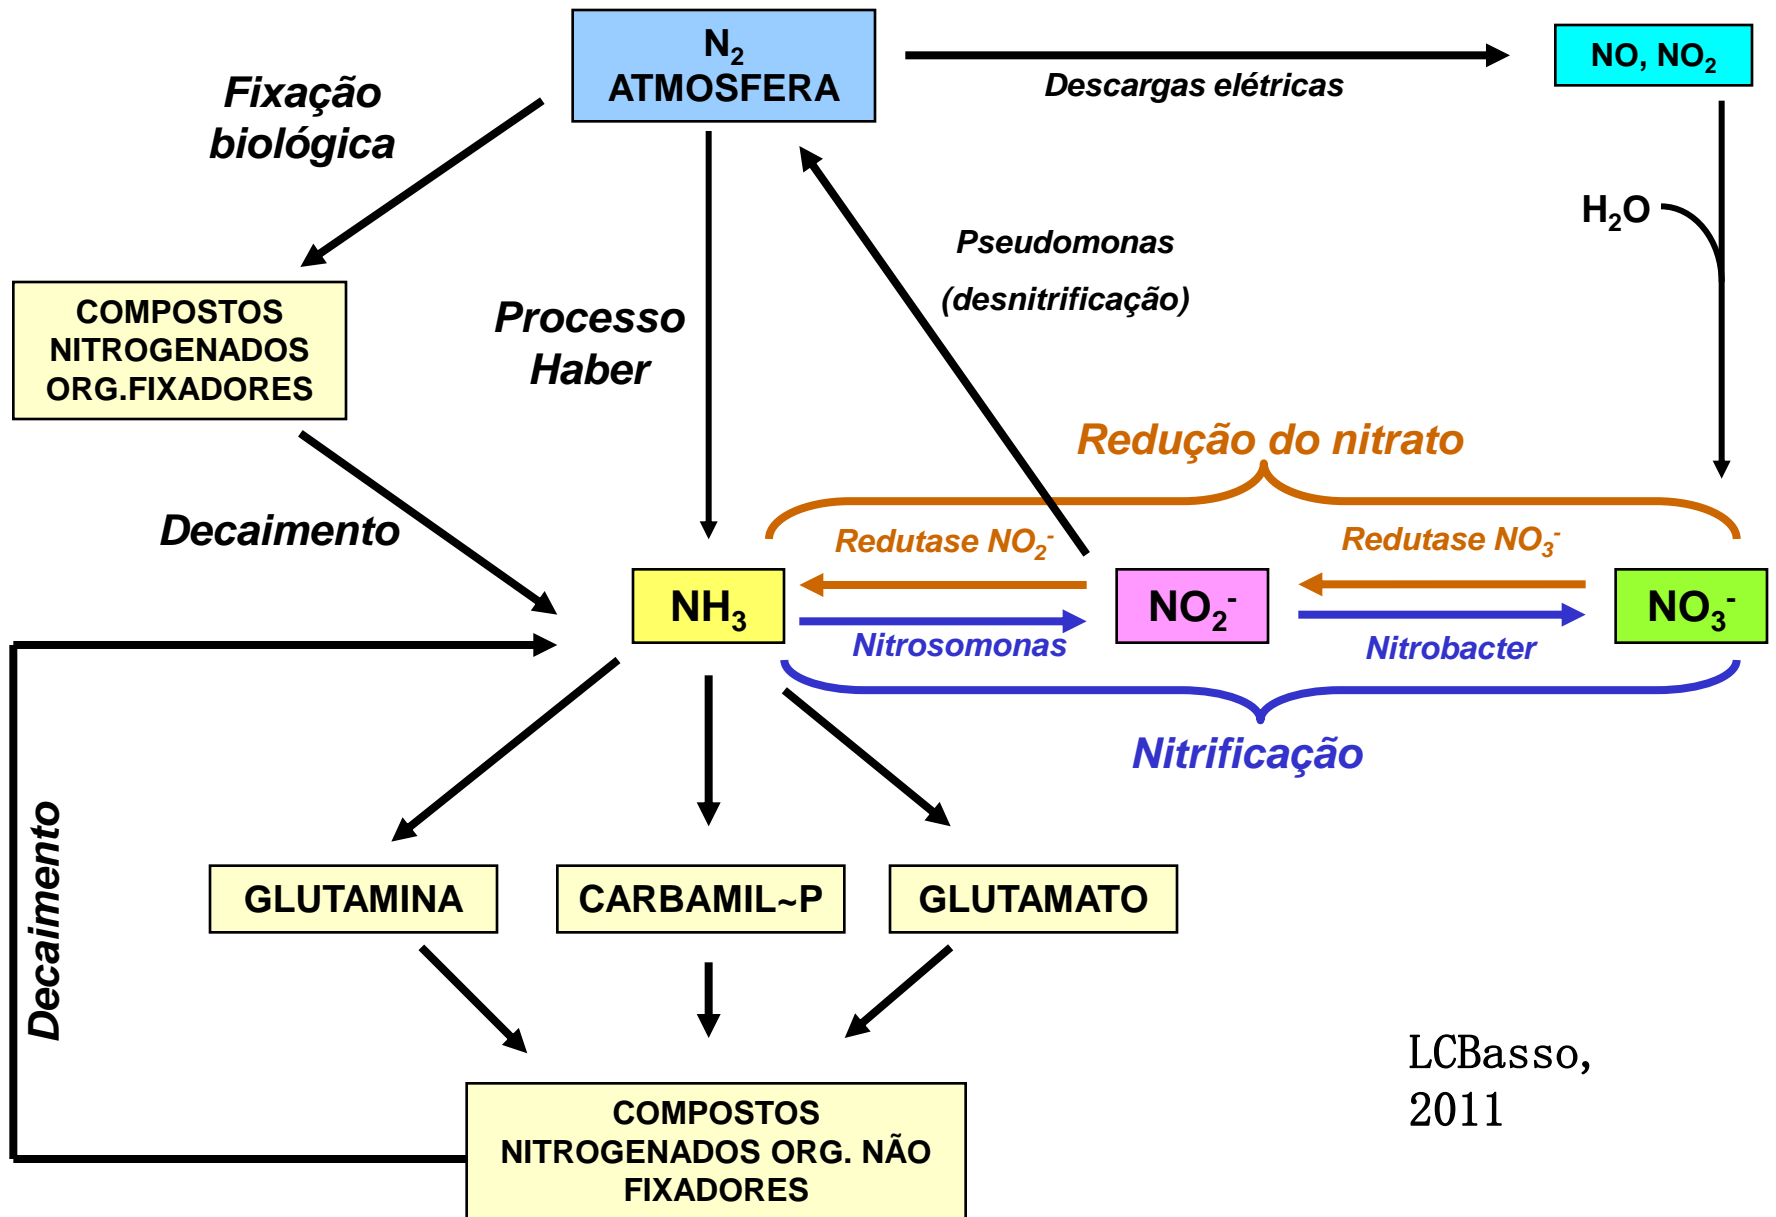 N₂
ATMOSFERA
Descargas elétricas
NO, NO₂
Fixação
biológica
H₂O
Pseudomonas
(desnitrificação)
COMPOSTOS
NITROGENADOS
ORG.FIXADORES
Processo
Haber
Redução do nitrato
Decaimento
Redutase NO₂⁻
Redutase NO₃⁻
NH₃
NO₂⁻
NO₃⁻
Nitrosomonas
Nitrobacter
Nitrificação
Decaimento
GLUTAMINA
CARBAMIL~P
GLUTAMATO
LCBasso,
2011
COMPOSTOS
NITROGENADOS ORG. NÃO
FIXADORES